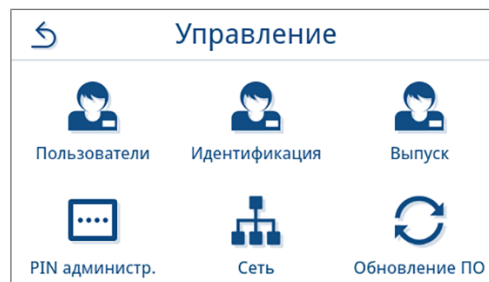 Управление
Пользователи
Идентификация
Выпуск
PIN администр.
Сеть
Обновление ПО